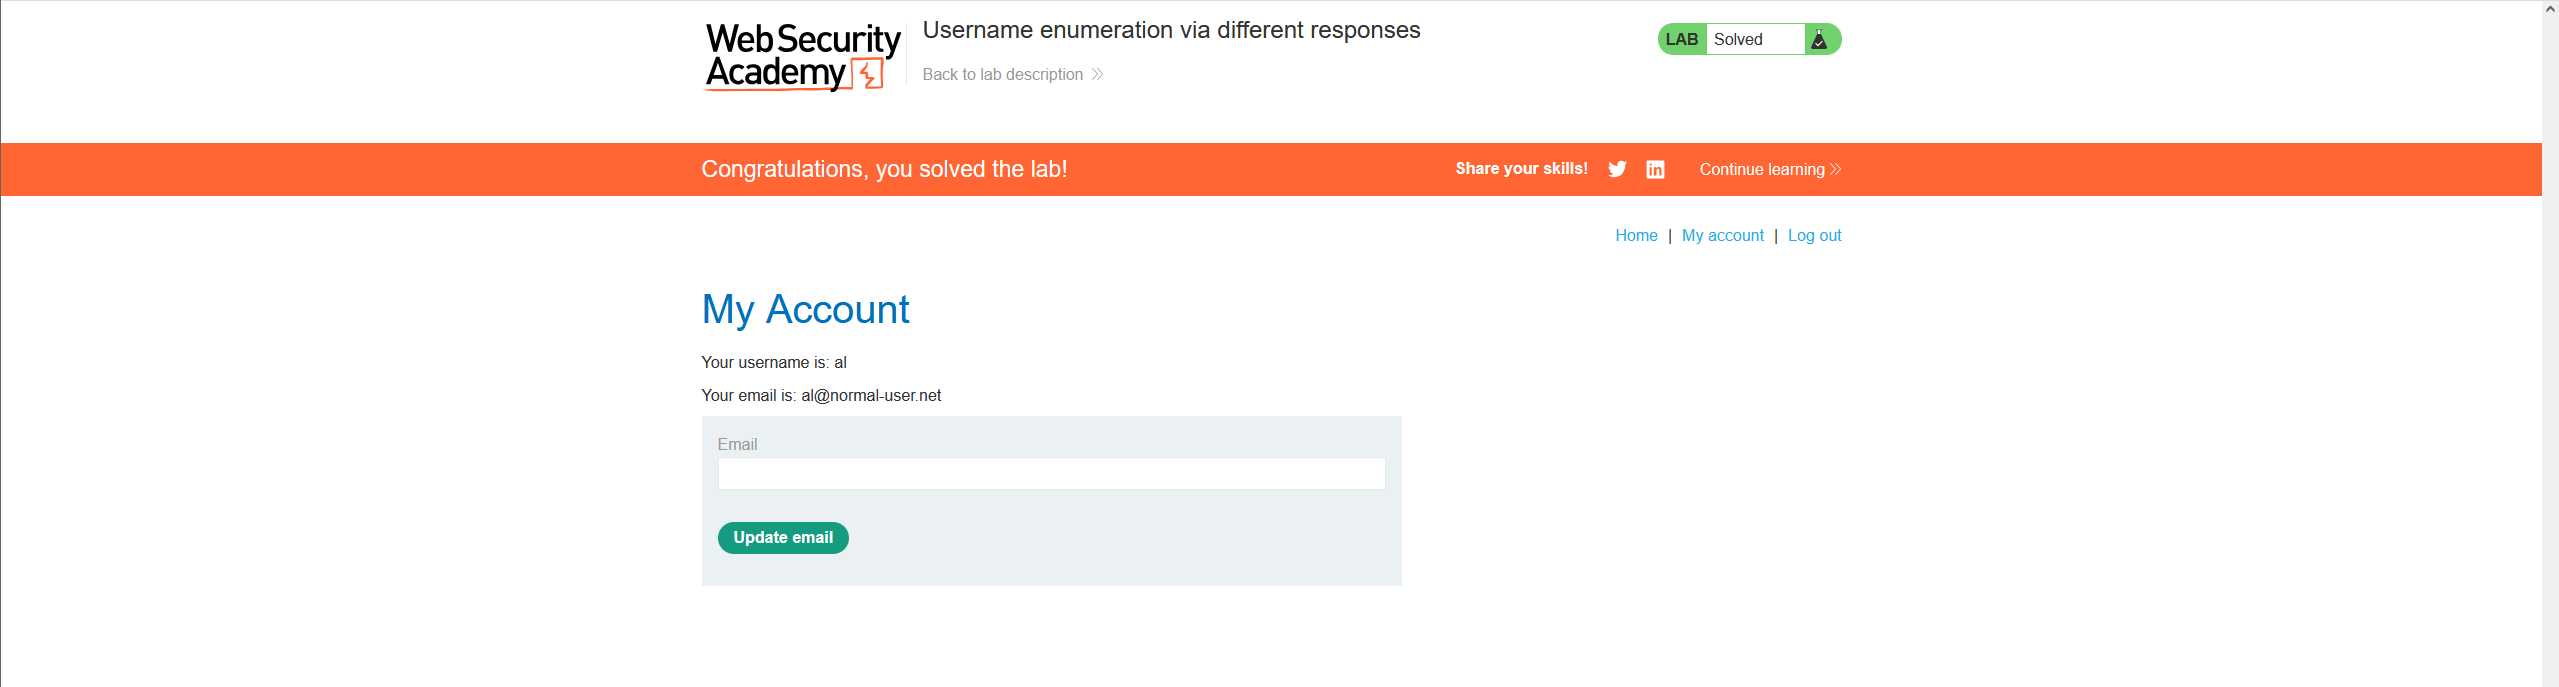 Web Security
Academy
Username enumeration via different responses
Back to lab description
LAB Solved
Congratulations, you solved the lab!
Share your skills!
Continue learning
Home | My account | Log out
My Account
Your username is: al
Your email is: al@normal-user.net
Email
Update email